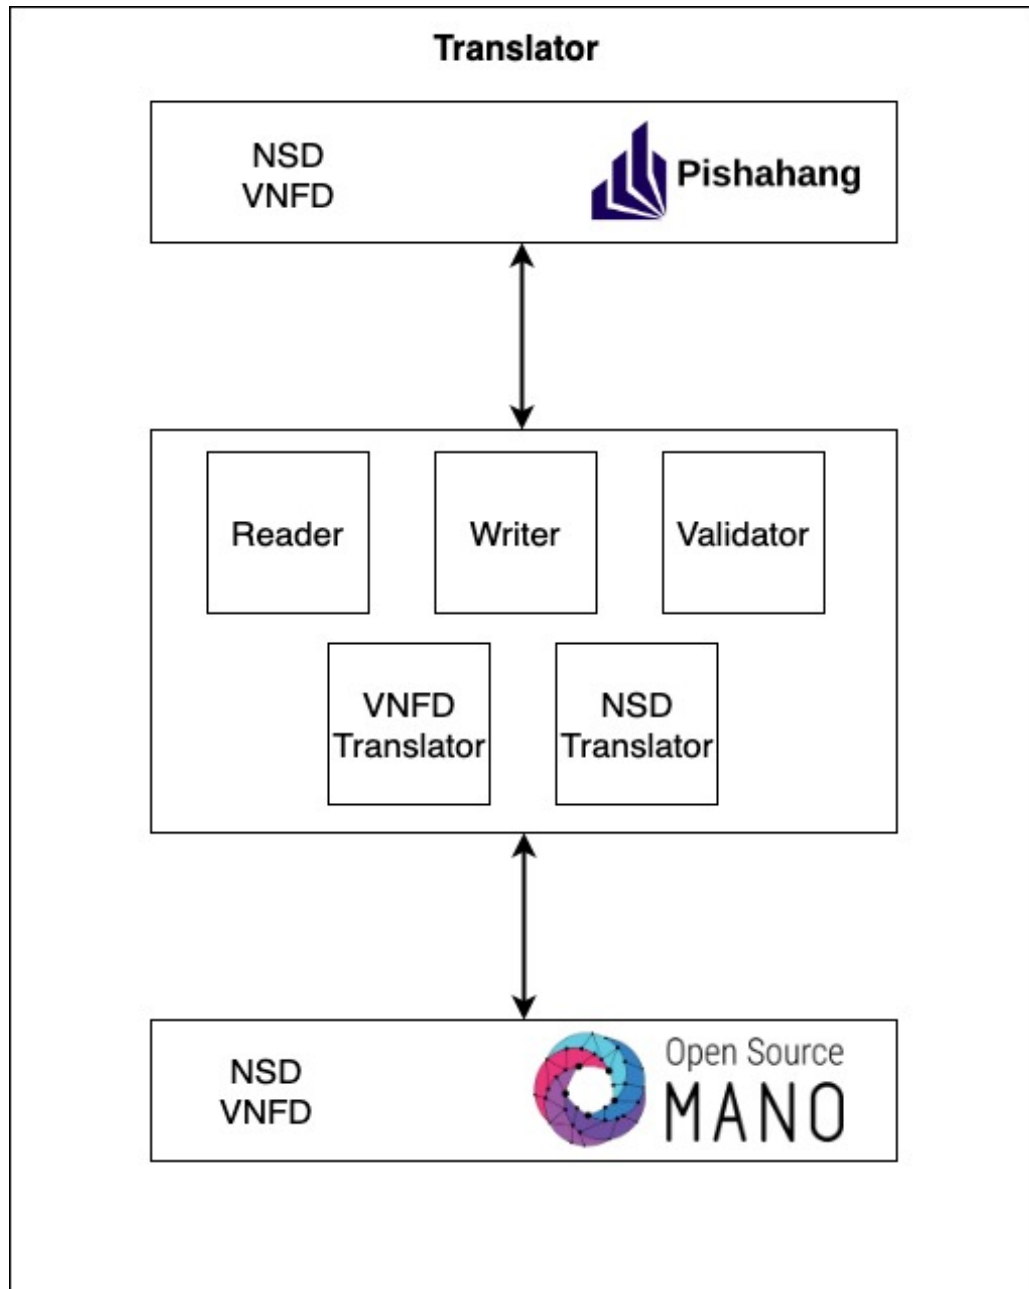 Translator
NSD
VNFD
Pishahang
Reader
Writer
Validator
VNFD
Translator
NSD
Translator
NSD
VNFD
Open Source
MANO